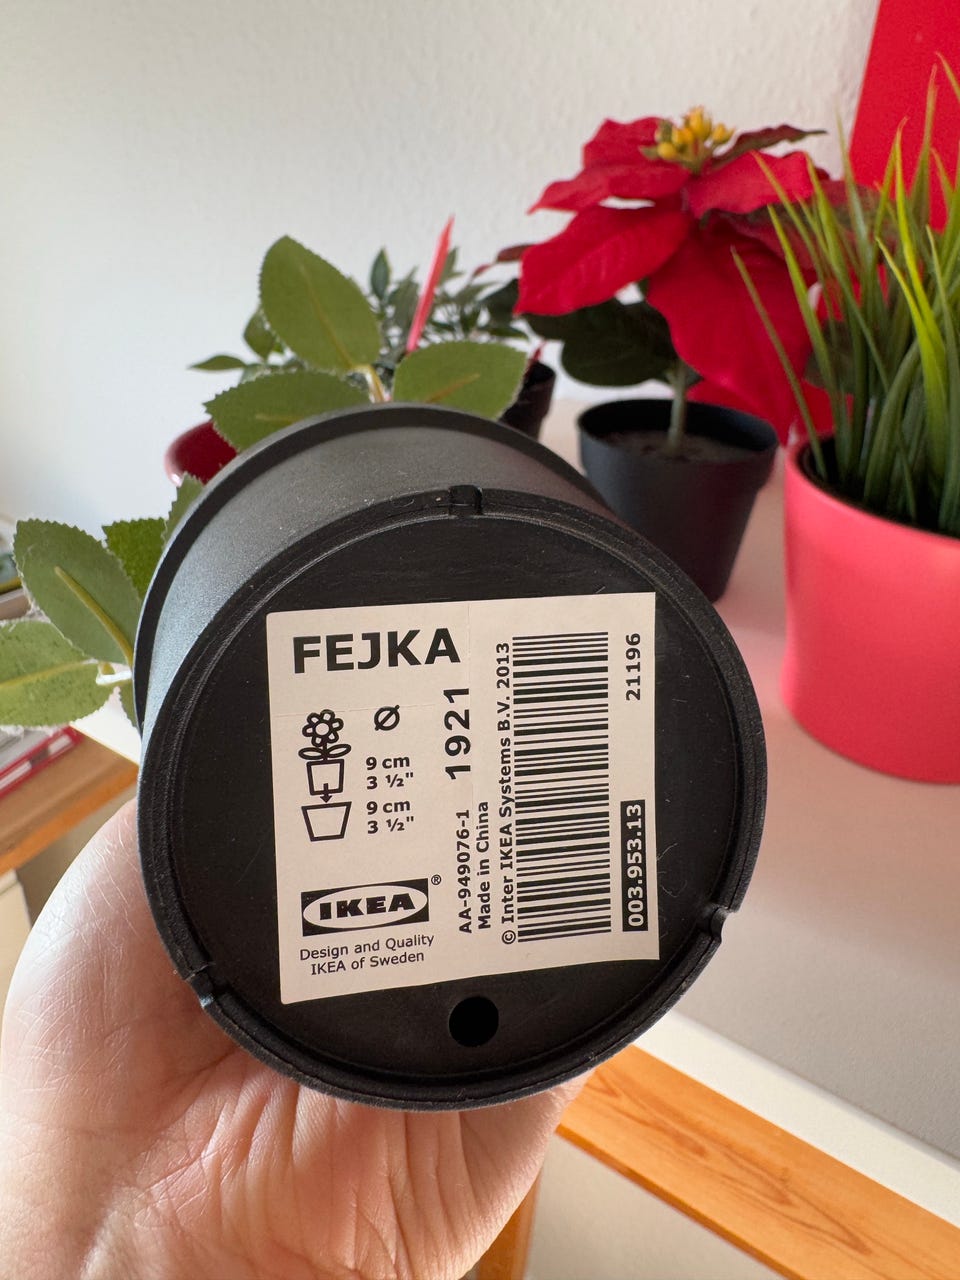 FEJKA
Ø
9 cm
3 ½"
9 cm
3 ½"
IKEA®
Design and Quality
IKEA of Sweden
AA-949076-1 1921
Made in China
© Inter IKEA Systems B.V. 2013
003.953.13 21196